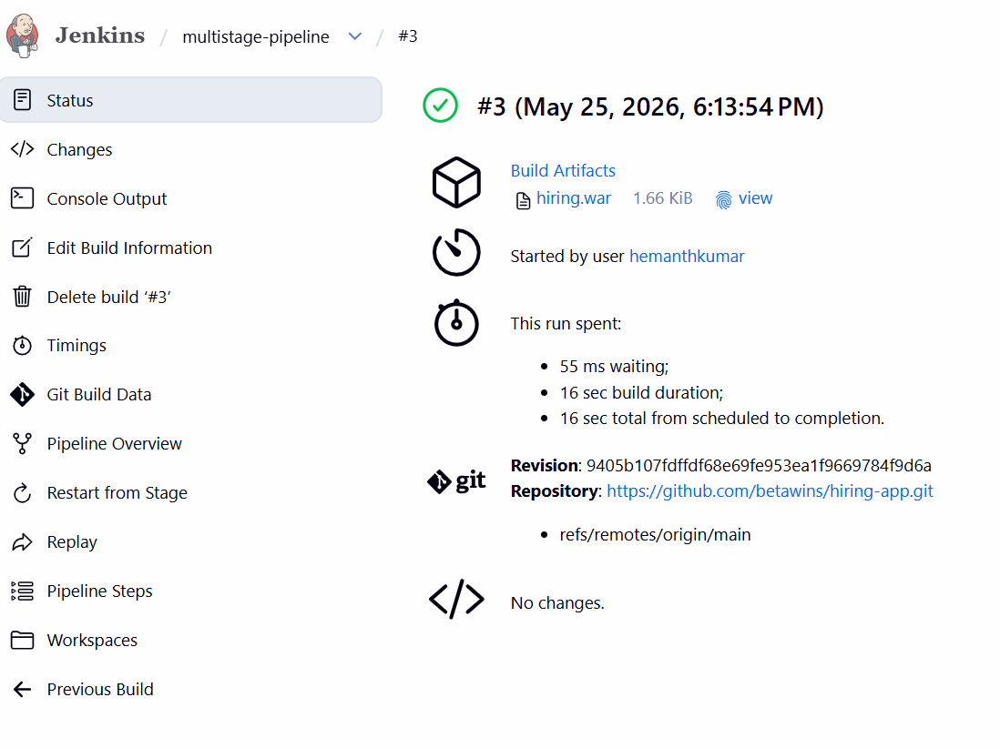 Jenkins / multistage-pipeline / #3
Status
Changes
Console Output
Edit Build Information
Delete build ‘#3’
Timings
Git Build Data
Pipeline Overview
Restart from Stage
Replay
Pipeline Steps
Workspaces
Previous Build
#3 (May 25, 2026, 6:13:54 PM)
Build Artifacts
hiring.war 1.66 KiB view
Started by user hemanthkumar
This run spent:
• 55 ms waiting;
• 16 sec build duration;
• 16 sec total from scheduled to completion.
git
Revision: 9405b107fdffdf68e69fe953ea1f9669784f9d6a
Repository: https://github.com/betawins/hiring-app.git
• refs/remotes/origin/main
No changes.